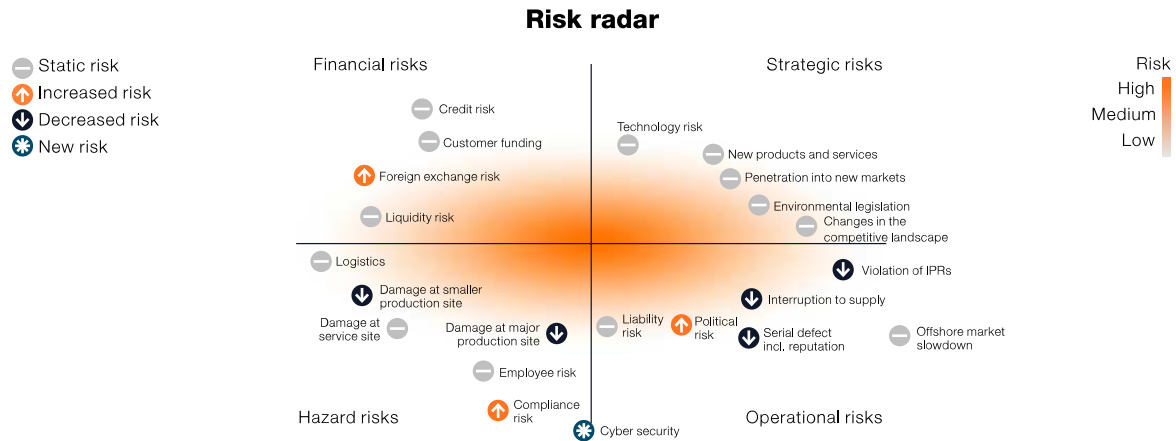 Risk radar
Static risk
Increased risk
Decreased risk
New risk
Financial risks
Strategic risks
Risk
High
Medium
Low
Credit risk
Customer funding
Foreign exchange risk
Liquidity risk
Technology risk
New products and services
Penetration into new markets
Environmental legislation
Changes in the
competitive landscape
Logistics
Damage at smaller
production site
Damage at
service site
Damage at major
production site
Employee risk
Compliance
risk
Hazard risks
Violation of IPRs
Interruption to supply
Liability
risk
Political
risk
Serial defect
incl. reputation
Offshore market
slowdown
Cyber security
Operational risks